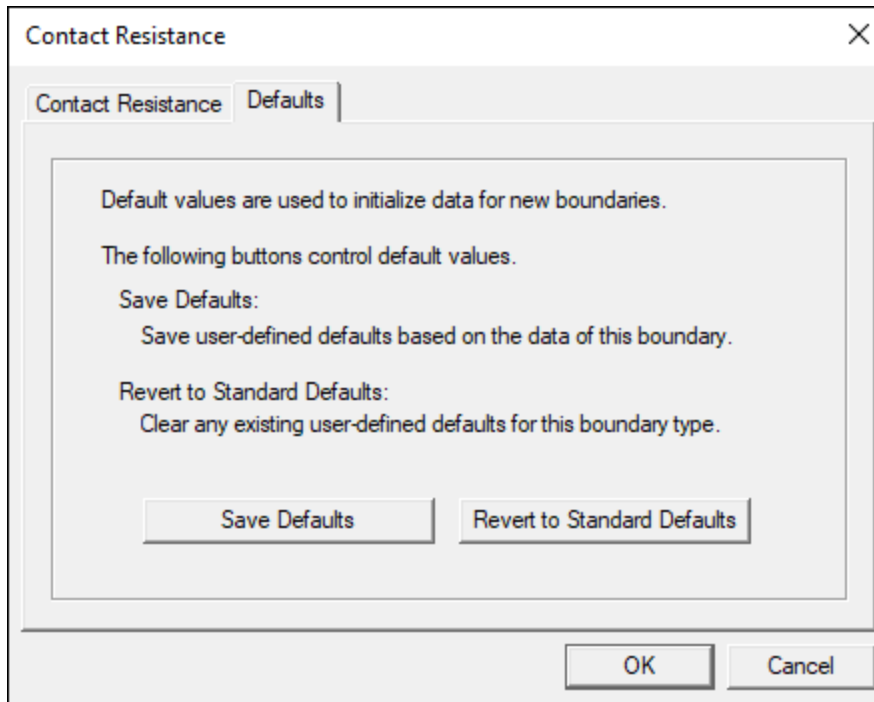 Contact Resistance
Contact Resistance Defaults
Default values are used to initialize data for new boundaries.
The following buttons control default values.
Save Defaults:
Save user-defined defaults based on the data of this boundary.
Revert to Standard Defaults:
Clear any existing user-defined defaults for this boundary type.
Save Defaults Revert to Standard Defaults
OK Cancel